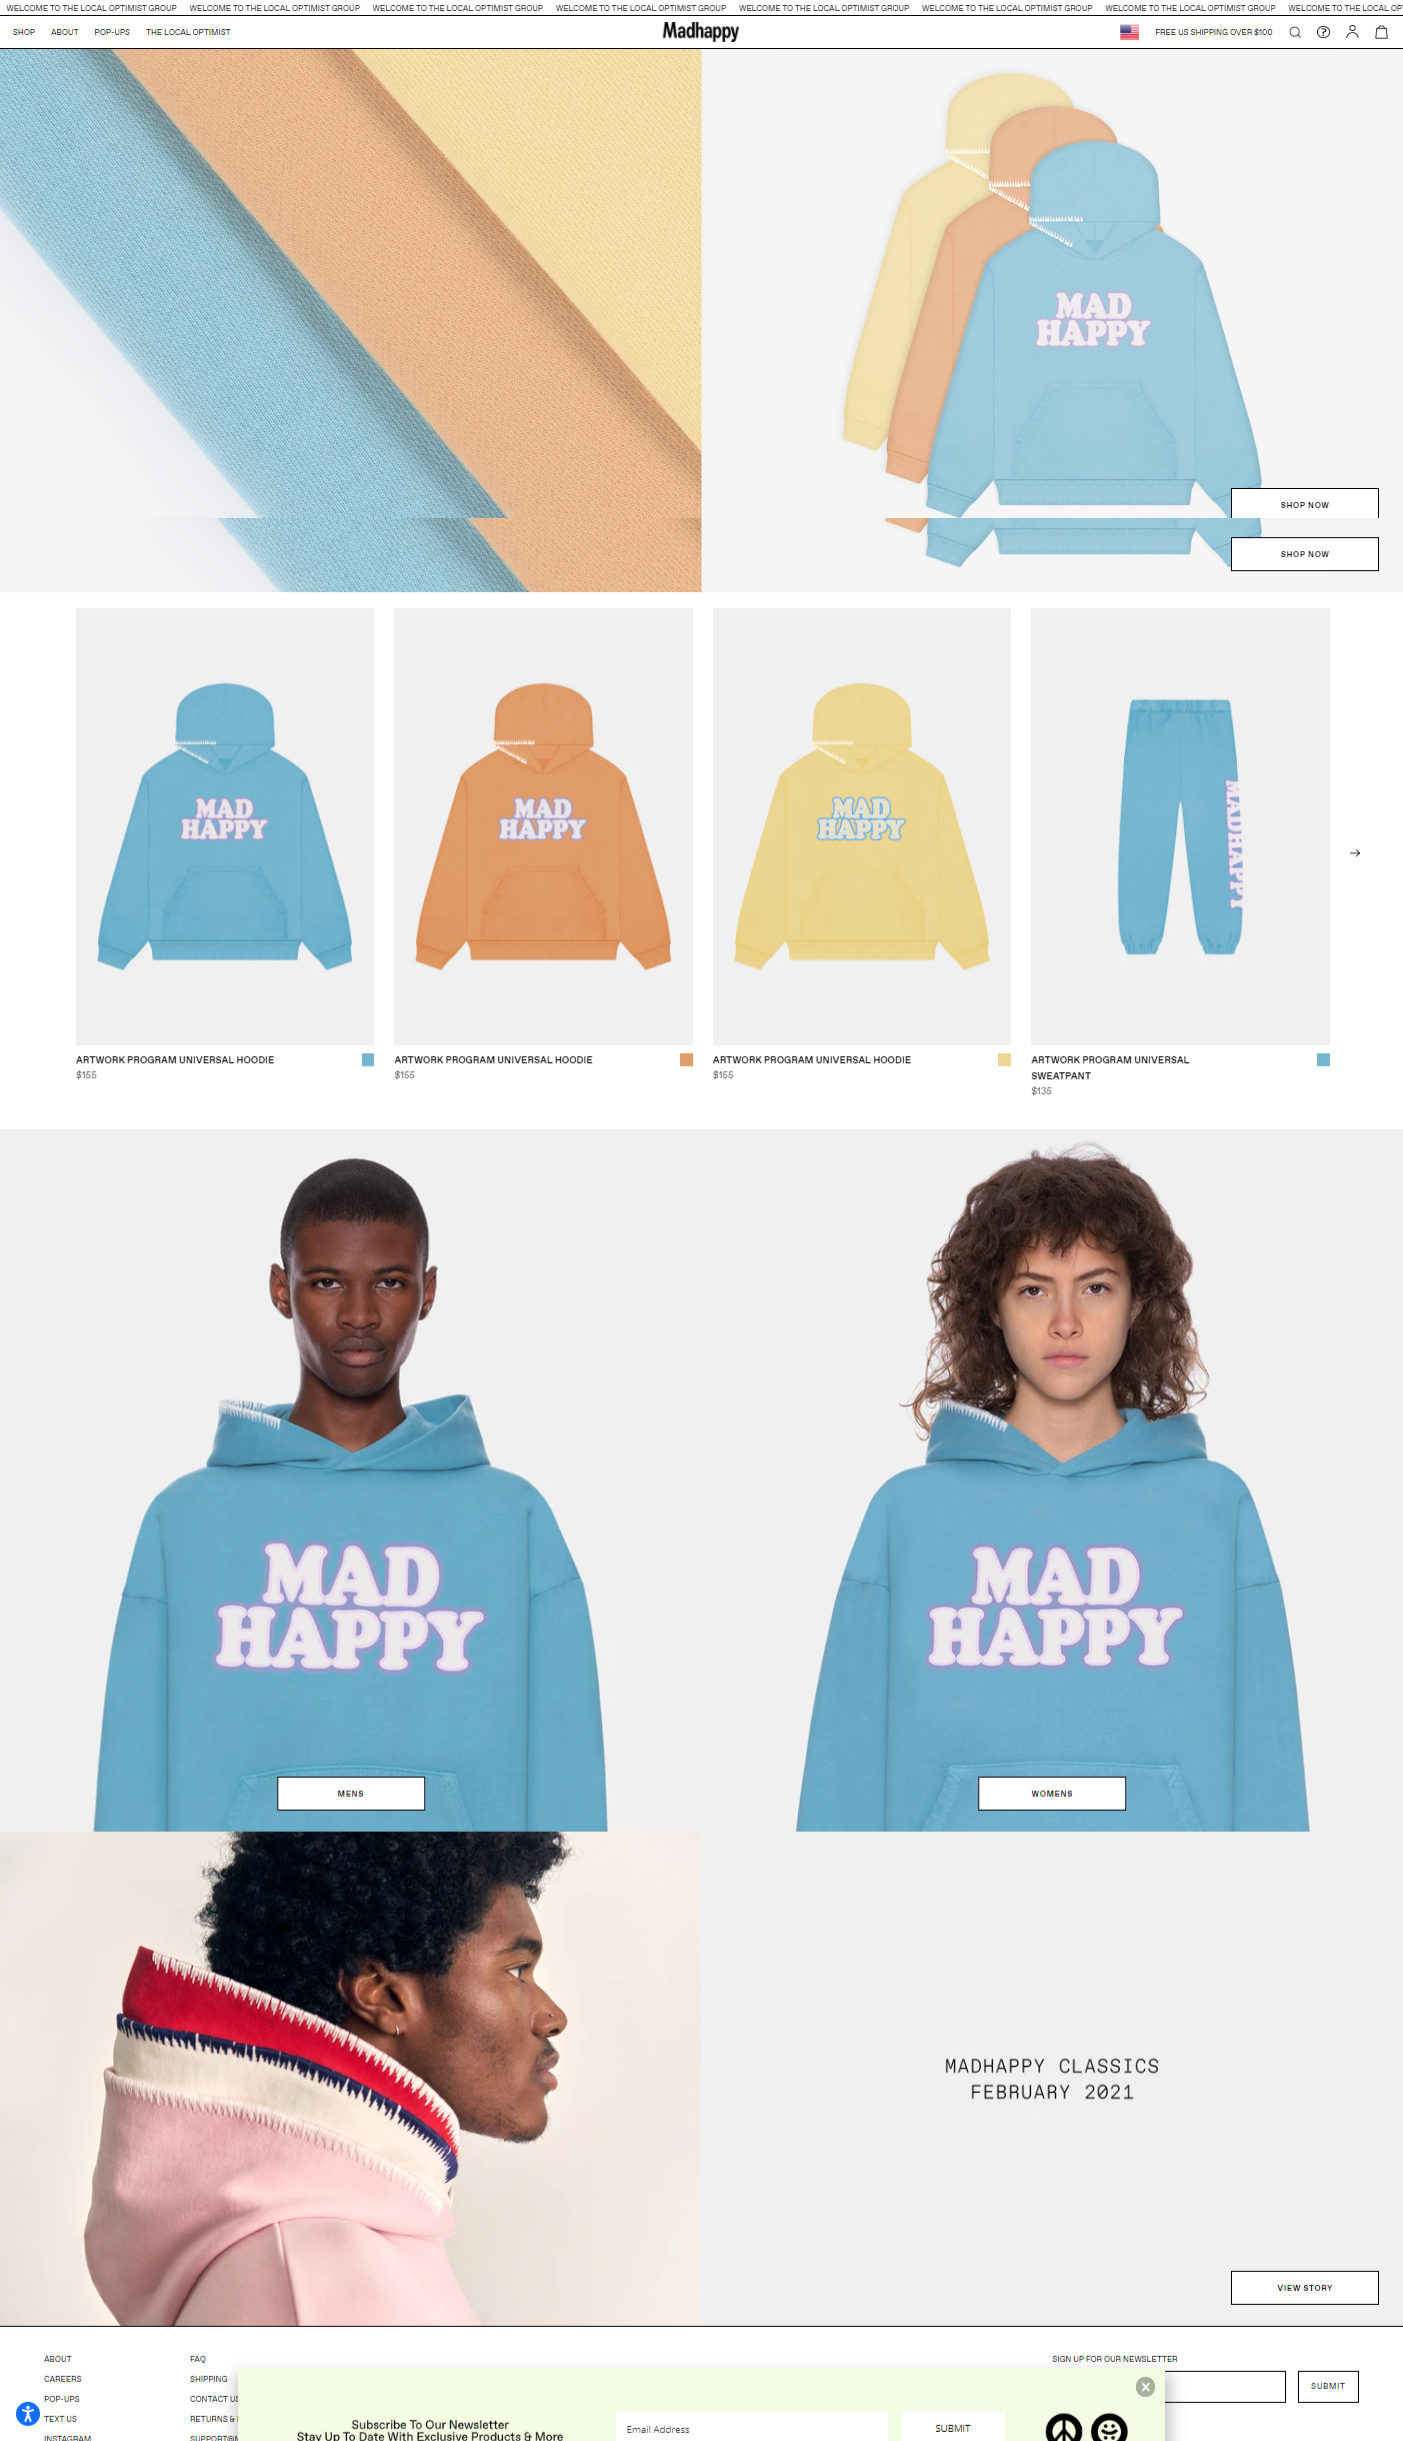 WELCOME TO THE LOCAL OPTIMIST GROUP WELCOME TO THE LOCAL OPTIMIST GROUP WELCOME TO THE LOCAL OPTIMIST GROUP WELCOME TO THE LOCAL OPTIMIST GROUP WELCOME TO THE LOCAL OPTIMIST GROUP WELCOME TO THE LOCAL OPTIMIST GROUP WELCOME TO THE LOCAL OPTIMIST GROUP WELCOME TO THE LOCAL OP
SHOP ABOUT POP-UPS THE LOCAL OPTIMIST Madhappy FREE US SHIPPING OVER $100
MAD
HAPPY
SHOP NOW
SHOP NOW
MAD
HAPPY
MAD
HAPPY
MAD
HAPPY
MADHAPPY
ARTWORK PROGRAM UNIVERSAL HOODIE
$155
ARTWORK PROGRAM UNIVERSAL HOODIE
$155
ARTWORK PROGRAM UNIVERSAL HOODIE
$155
ARTWORK PROGRAM UNIVERSAL
SWEATPANT
$135
MAD
HAPPY
MENS
MAD
HAPPY
WOMENS
MADHAPPY CLASSICS
FEBRUARY 2021
VIEW STORY
ABOUT
CAREERS
POP-UPS
TEXT US
INSTAGRAM
FAQ
SHIPPING
CONTACT US
RETURNS &
SUPPORT@M
SIGN UP FOR OUR NEWSLETTER
SUBMIT
Subscribe To Our Newsletter
Stay Up To Date With Exclusive Products & More
Email Address
SUBMIT